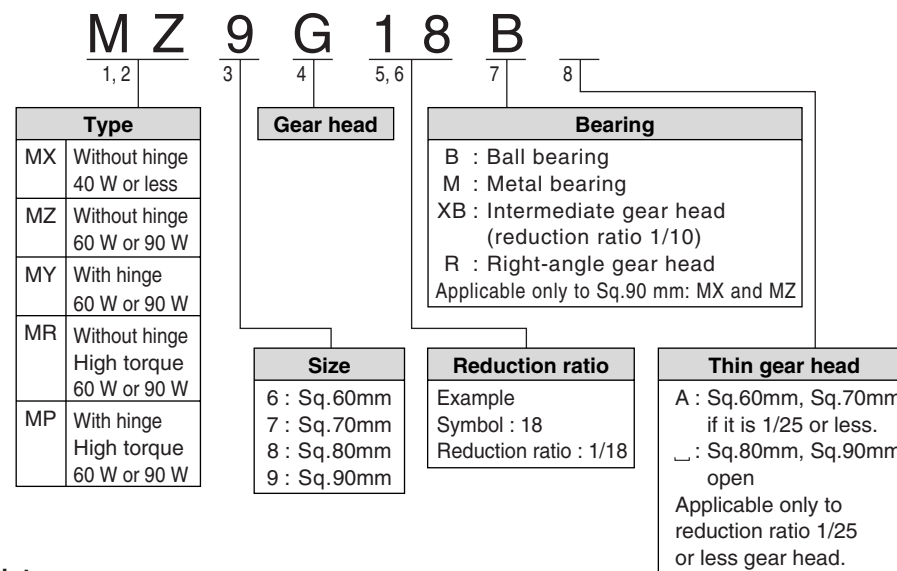 MZ 9 G 18 B
1, 2 3 4 5, 6 7 8
Type
MX Without hinge
40 W or less
MZ Without hinge
60 W or 90 W
MY With hinge
60 W or 90 W
MR Without hinge
High torque
60 W or 90 W
MP With hinge
High torque
60 W or 90 W
Gear head
Bearing
B : Ball bearing
M : Metal bearing
XB : Intermediate gear head
(reduction ratio 1/10)
R : Right-angle gear head
Applicable only to Sq.90 mm: MX and MZ
Size
6 : Sq.60mm
7 : Sq.70mm
8 : Sq.80mm
9 : Sq.90mm
Reduction ratio
Example
Symbol : 18
Reduction ratio : 1/18
Thin gear head
A : Sq.60mm, Sq.70mm
if it is 1/25 or less.
⎵ : Sq.80mm, Sq.90mm
open
Applicable only to
reduction ratio 1/25
or less gear head.